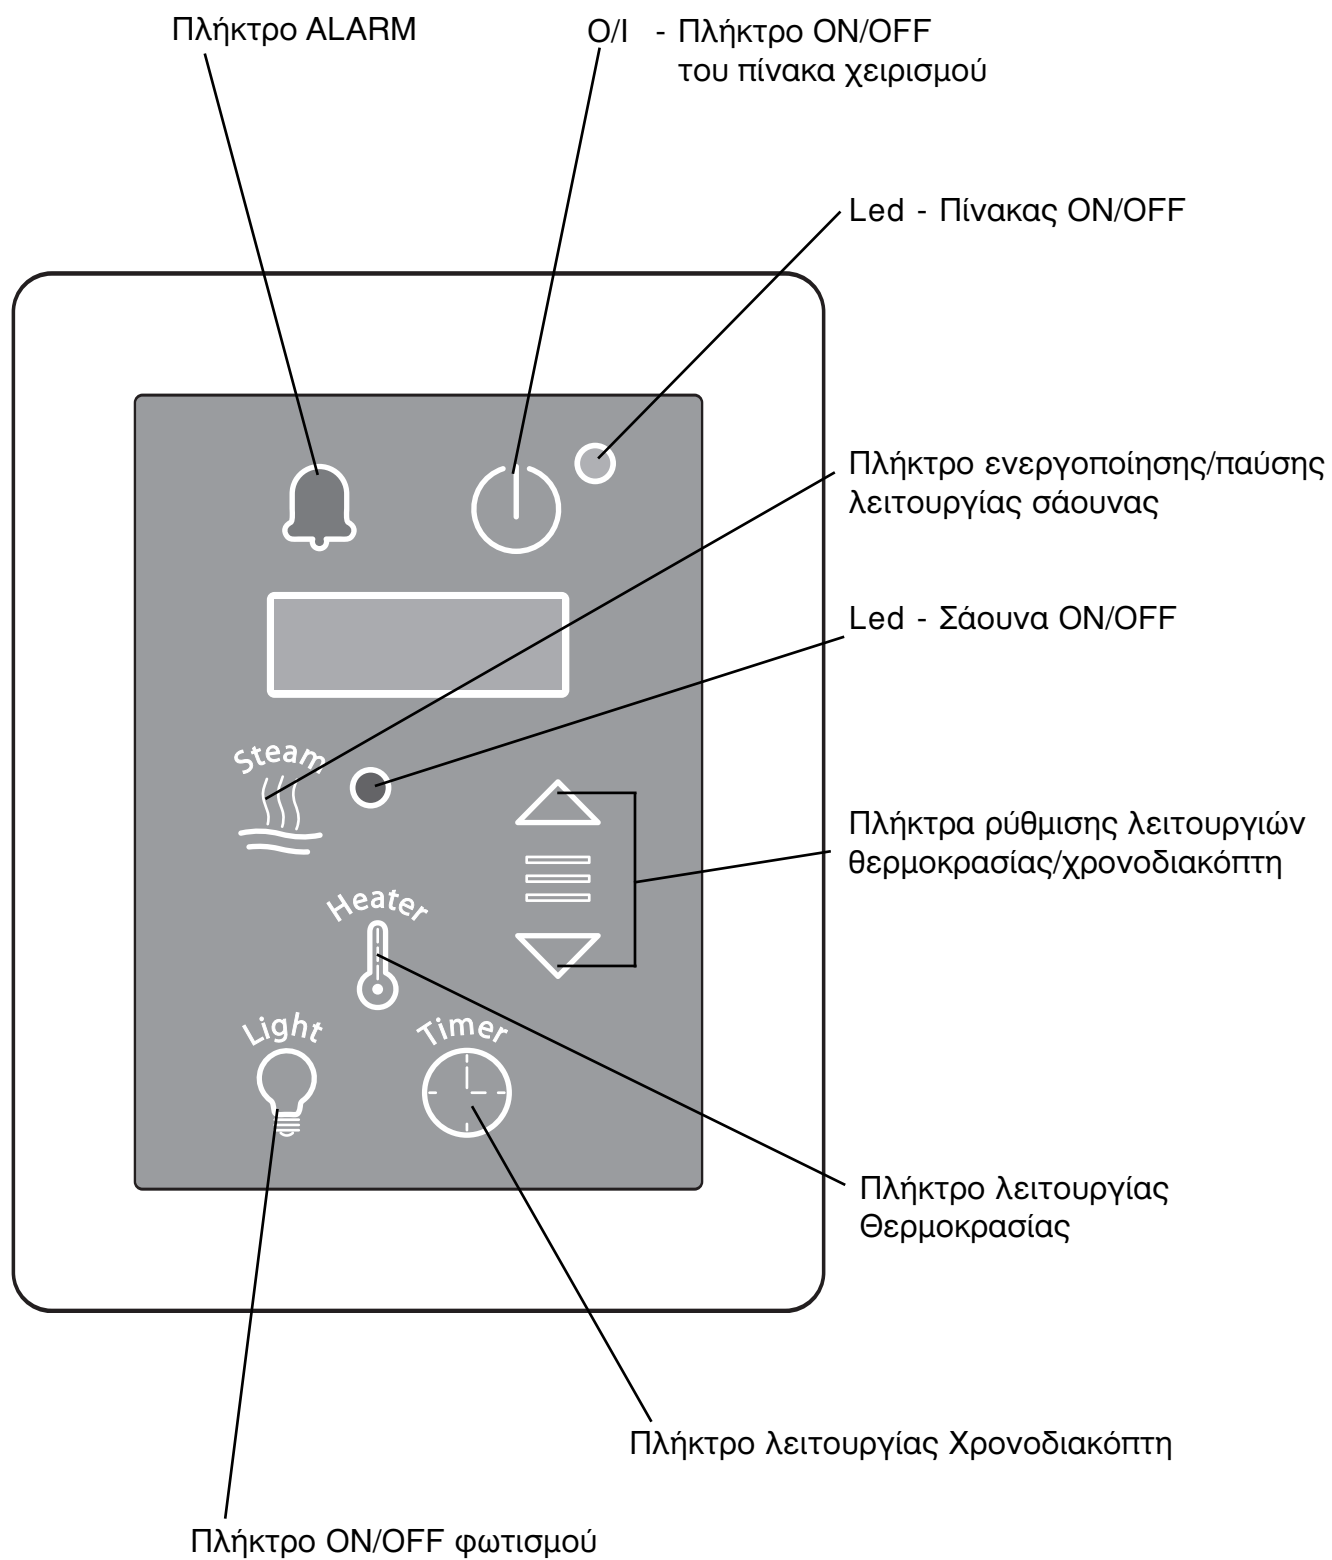 Πλήκτρο ALARM
O/I - Πλήκτρο ON/OFF
του πίνακα χειρισμού
Led - Πίνακας ON/OFF
Πλήκτρο ενεργοποίησης/παύσης
λειτουργίας σάουνας
Led - Σάουνα ON/OFF
Steam
Πλήκτρα ρύθμισης λειτουργιών
θερμοκρασίας/χρονοδιακόπτη
Heater
Light
Timer
Πλήκτρο λειτουργίας
Θερμοκρασίας
Πλήκτρο λειτουργίας Χρονοδιακόπτη
Πλήκτρο ON/OFF φωτισμού